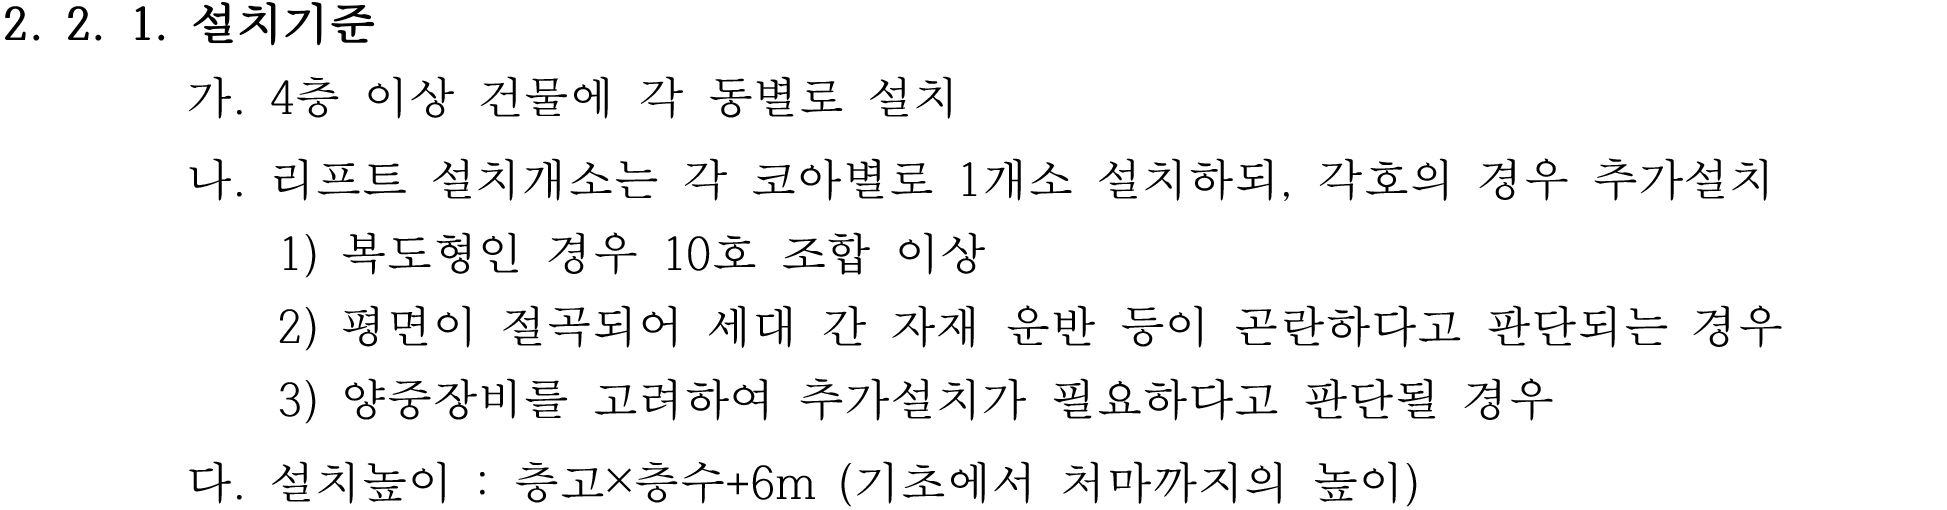 2. 2. 1. 설치기준
가. 4층 이상 건물에 각 동별로 설치
나. 리프트 설치개소는 각 코아별로 1개소 설치하되, 각호의 경우 추가설치
1) 복도형인 경우 10호 조합 이상
2) 평면이 절곡되어 세대 간 자재 운반 등이 곤란하다고 판단되는 경우
3) 양중장비를 고려하여 추가설치가 필요하다고 판단될 경우
다. 설치높이 : 층고×층수+6m (기초에서 처마까지의 높이)